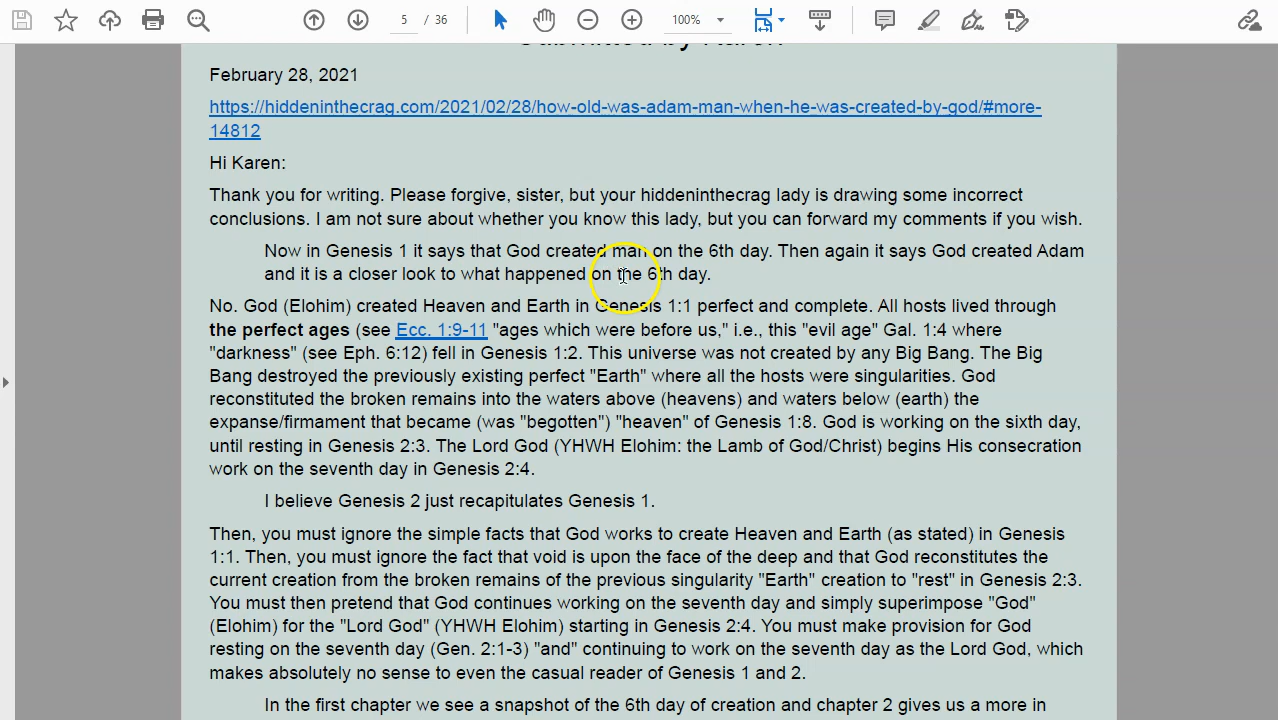 5 / 36 100%
February 28, 2021
https://hiddeninthecrag.com/2021/02/28/how-old-was-adam-man-when-he-was-created-by-god/#more-
14812
Hi Karen:
Thank you for writing. Please forgive, sister, but your hiddeninthecrag lady is drawing some incorrect
conclusions. I am not sure about whether you know this lady, but you can forward my comments if you wish.
Now in Genesis 1 it says that God created man on the 6th day. Then again it says God created Adam
and it is a closer look to what happened on the 6th day.
No. God (Elohim) created Heaven and Earth in Genesis 1:1 perfect and complete. All hosts lived through
the perfect ages (see Ecc. 1:9-11 "ages which were before us," i.e., this "evil age" Gal. 1:4 where
"darkness" (see Eph. 6:12) fell in Genesis 1:2. This universe was not created by any Big Bang. The Big
Bang destroyed the previously existing perfect "Earth" where all the hosts were singularities. God
reconstituted the broken remains into the waters above (heavens) and waters below (earth) the
expanse/firmament that became (was "begotten") "heaven" of Genesis 1:8. God is working on the sixth day,
until resting in Genesis 2:3. The Lord God (YHWH Elohim: the Lamb of God/Christ) begins His consecration
work on the seventh day in Genesis 2:4.
I believe Genesis 2 just recapitulates Genesis 1.
Then, you must ignore the simple facts that God works to create Heaven and Earth (as stated) in Genesis
1:1. Then, you must ignore the fact that void is upon the face of the deep and that God reconstitutes the
current creation from the broken remains of the previous singularity "Earth" creation to "rest" in Genesis 2:3.
You must then pretend that God continues working on the seventh day and simply superimpose "God"
(Elohim) for the "Lord God" (YHWH Elohim) starting in Genesis 2:4. You must make provision for God
resting on the seventh day (Gen. 2:1-3) "and" continuing to work on the seventh day as the Lord God, which
makes absolutely no sense to even the casual reader of Genesis 1 and 2.
In the first chapter we see a snapshot of the 6th day of creation and chapter 2 gives us a more in